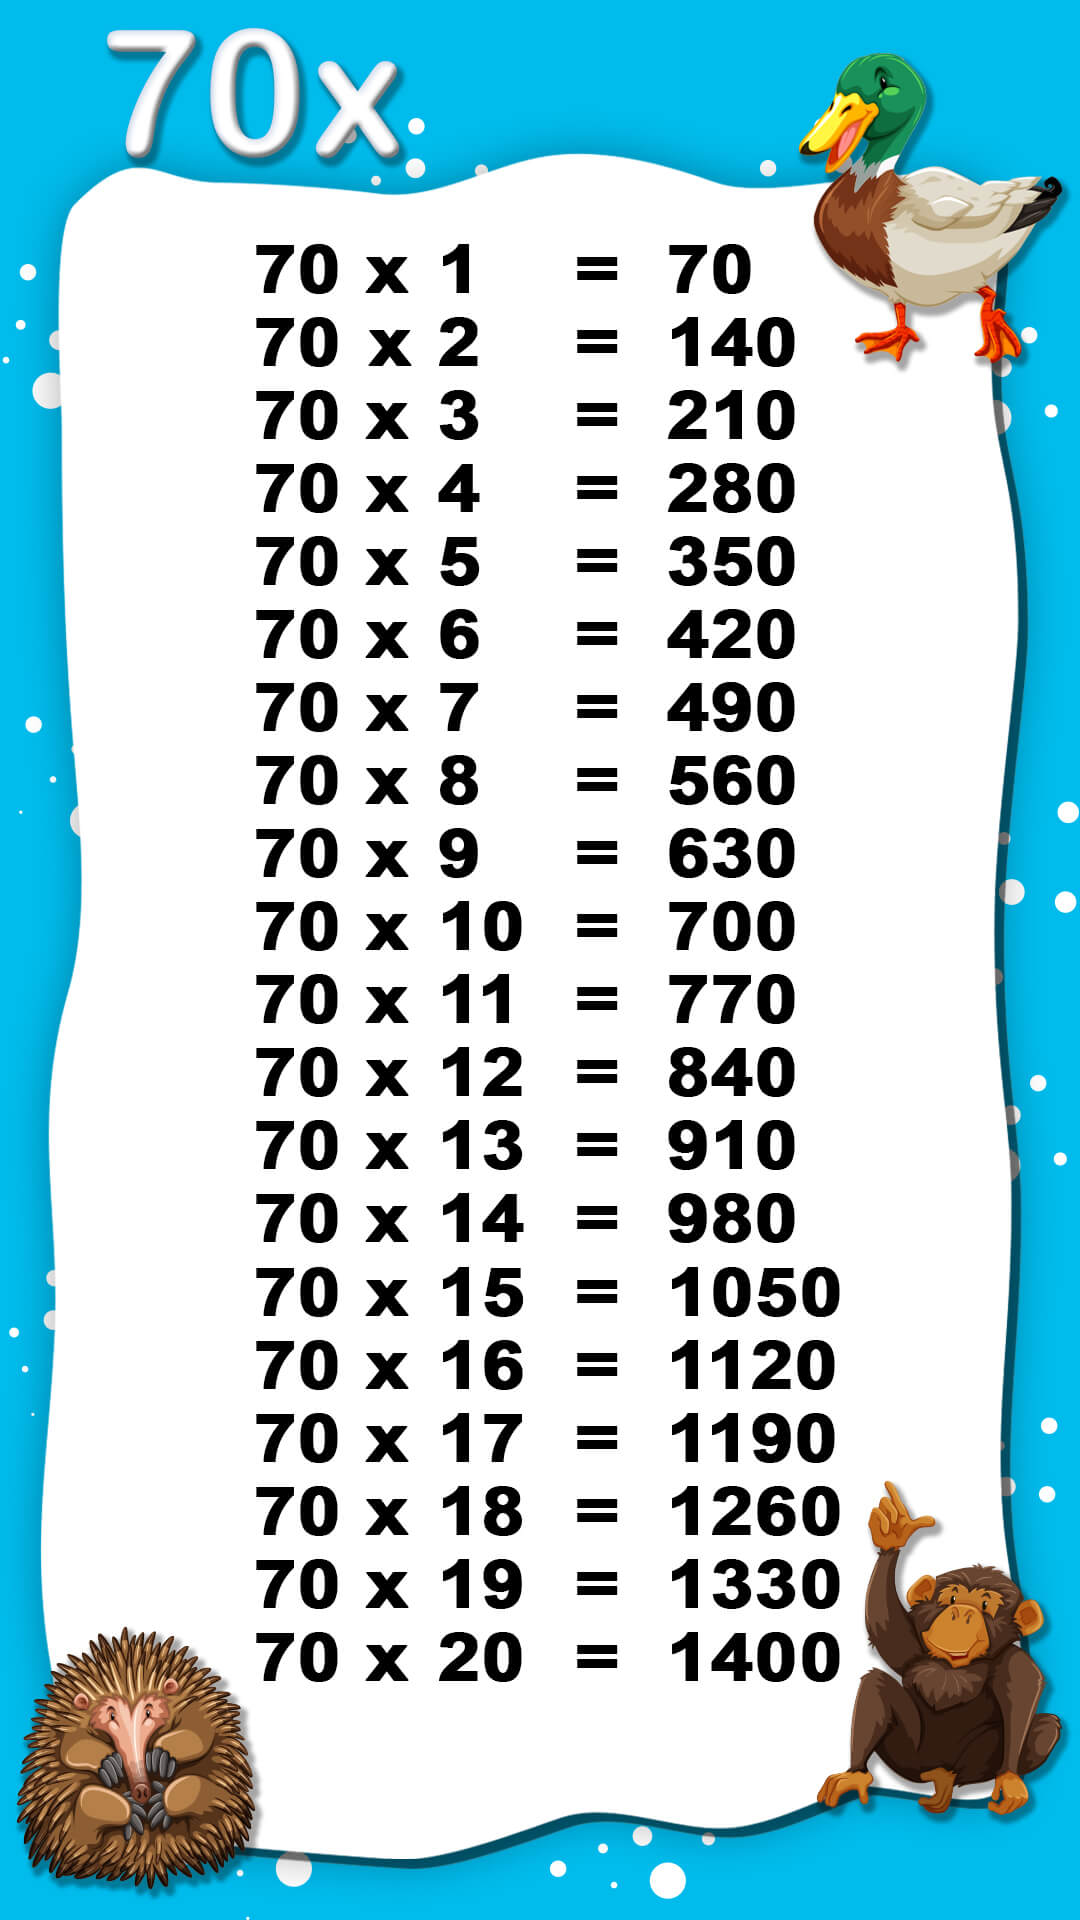 70x
70 x 1 = 70
70 x 2 = 140
70 x 3 = 210
70 x 4 = 280
70 x 5 = 350
70 x 6 = 420
70 x 7 = 490
70 x 8 = 560
70 x 9 = 630
70 x 10 = 700
70 x 11 = 770
70 x 12 = 840
70 x 13 = 910
70 x 14 = 980
70 x 15 = 1050
70 x 16 = 1120
70 x 17 = 1190
70 x 18 = 1260
70 x 19 = 1330
70 x 20 = 1400